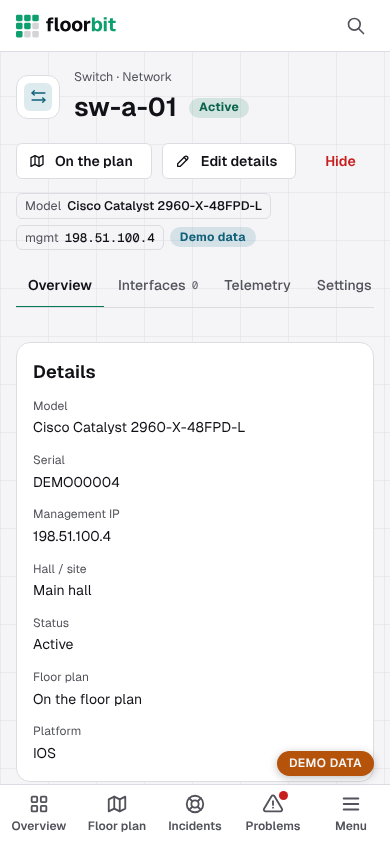 floorbit
Switch · Network
sw-a-01 Active
On the plan Edit details Hide
Model Cisco Catalyst 2960-X-48FPD-L
mgmt 198.51.100.4 Demo data
Overview Interfaces 0 Telemetry Settings
Details
Model
Cisco Catalyst 2960-X-48FPD-L
Serial
DEMO00004
Management IP
198.51.100.4
Hall / site
Main hall
Status
Active
Floor plan
On the floor plan
Platform
IOS
DEMO DATA
Overview Floor plan Incidents Problems Menu